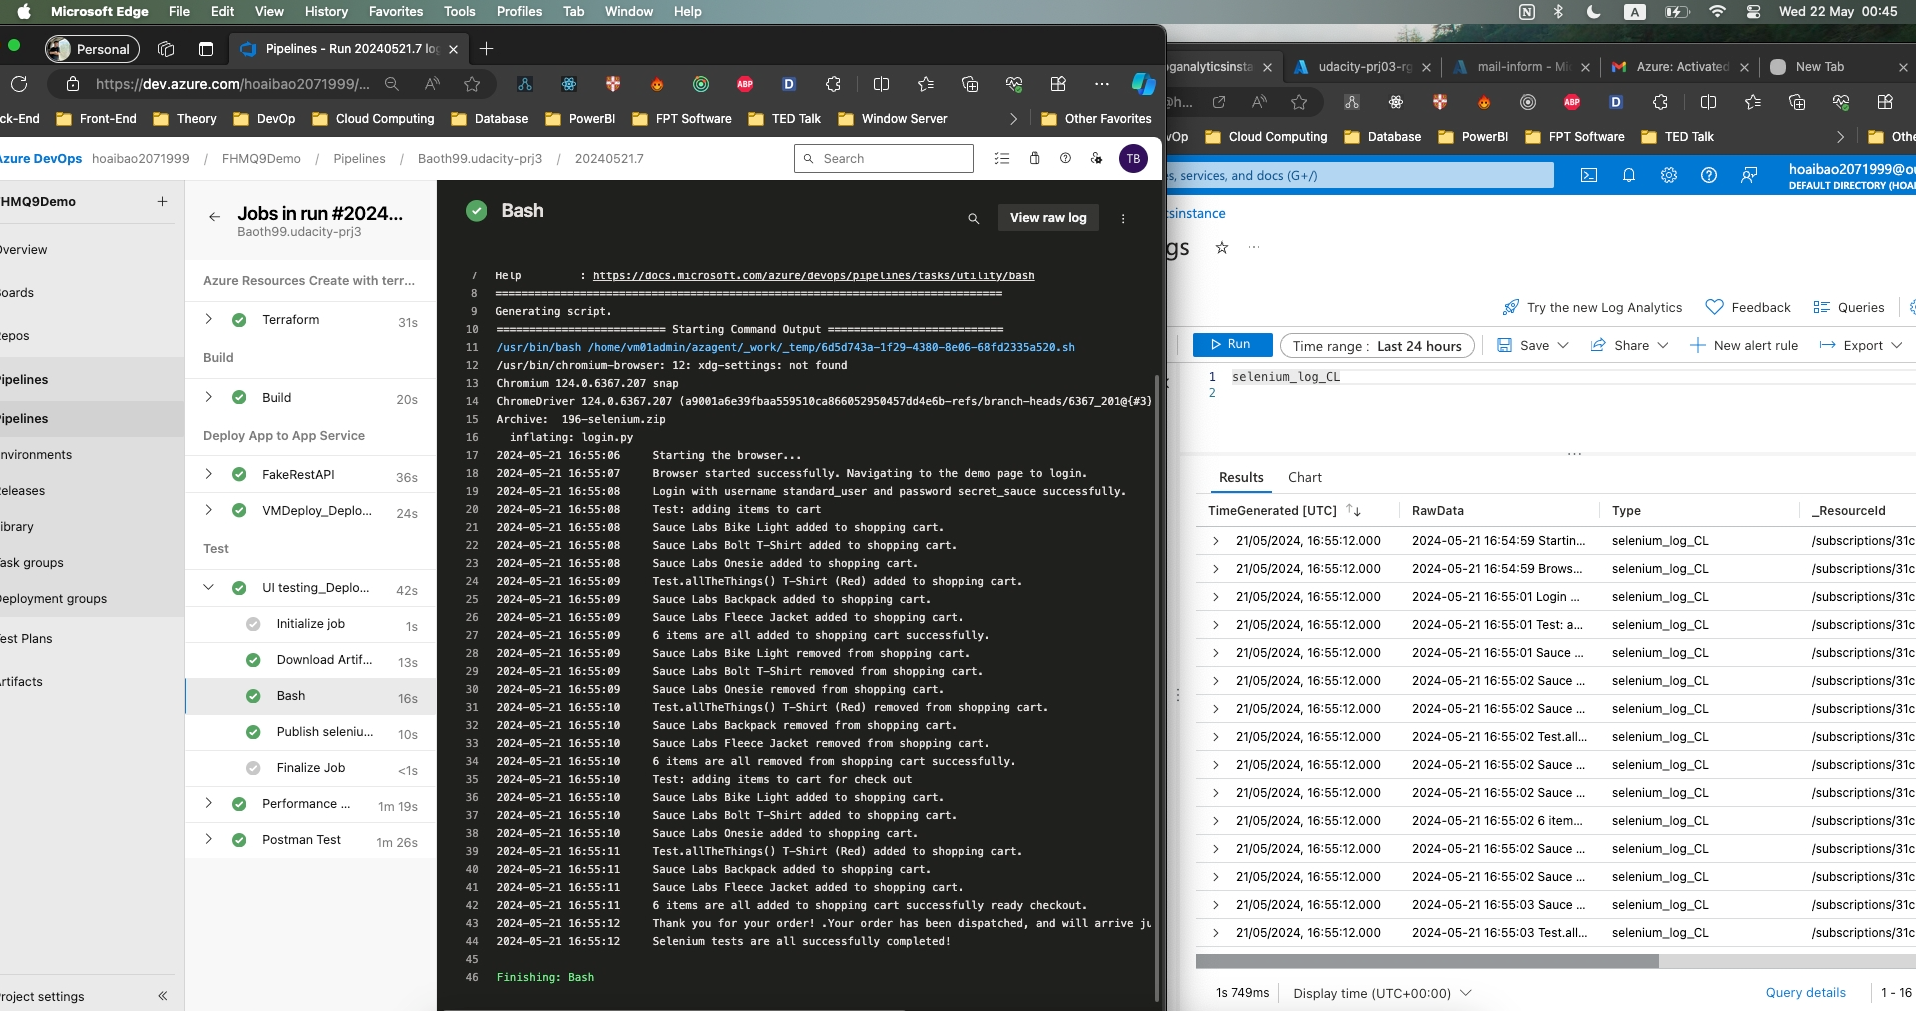 Microsoft Edge File Edit View History Favorites Tools Profiles Tab Window Help
Wed 22 May 00:45
Personal
Pipelines - Run 20240521.7 log
https://dev.azure.com/hoaibao2071999/...
ck-End Front-End Theory DevOp Cloud Computing Database PowerBI FPT Software TED Talk Window Server Other Favorites
Azure DevOps hoaibao2071999 / FHMQ9Demo / Pipelines / Baoth99.udacity-prj3 / 20240521.7
Search
TB
HMQ9Demo
verview
oards
epos
ipelines
ipelines
nvironments
eleases
ibrary
ask groups
eployment groups
est Plans
rtifacts
roject settings
Jobs in run #2024...
Baoth99.udacity-prj3
Azure Resources Create with terr...
Terraform 31s
Build
Build 20s
Deploy App to App Service
FakeRestAPI 36s
VMDeploy_Deplo... 24s
Test
UI testing_Deplo... 42s
Initialize job 1s
Download Artif... 13s
Bash 16s
Publish seleniu... 10s
Finalize Job <1s
Performance ... 1m 19s
Postman Test 1m 26s
Bash
View raw log
7 Help : https://docs.microsoft.com/azure/devops/pipelines/tasks/utility/bash
8 ==============================================================================
9 Generating script.
10 ========================== Starting Command Output ===========================
11 /usr/bin/bash /home/vm01admin/azagent/_work/_temp/6d5d743a-1f29-4380-8e06-68fd2335a520.sh
12 /usr/bin/chromium-browser: 12: xdg-settings: not found
13 Chromium 124.0.6367.207 snap
14 ChromeDriver 124.0.6367.207 (a9001a6e39fbaa559510ca866052950457dd4e6b-refs/branch-heads/6367_201@{#3}
15 Archive: 196-selenium.zip
16 inflating: login.py
17 2024-05-21 16:55:06 Starting the browser...
18 2024-05-21 16:55:07 Browser started successfully. Navigating to the demo page to login.
19 2024-05-21 16:55:08 Login with username standard_user and password secret_sauce successfully.
20 2024-05-21 16:55:08 Test: adding items to cart
21 2024-05-21 16:55:08 Sauce Labs Bike Light added to shopping cart.
22 2024-05-21 16:55:08 Sauce Labs Bolt T-Shirt added to shopping cart.
23 2024-05-21 16:55:08 Sauce Labs Onesie added to shopping cart.
24 2024-05-21 16:55:09 Test.allTheThings() T-Shirt (Red) added to shopping cart.
25 2024-05-21 16:55:09 Sauce Labs Backpack added to shopping cart.
26 2024-05-21 16:55:09 Sauce Labs Fleece Jacket added to shopping cart.
27 2024-05-21 16:55:09 6 items are all added to shopping cart successfully.
28 2024-05-21 16:55:09 Sauce Labs Bike Light removed from shopping cart.
29 2024-05-21 16:55:09 Sauce Labs Bolt T-Shirt removed from shopping cart.
30 2024-05-21 16:55:09 Sauce Labs Onesie removed from shopping cart.
31 2024-05-21 16:55:10 Test.allTheThings() T-Shirt (Red) removed from shopping cart.
32 2024-05-21 16:55:10 Sauce Labs Backpack removed from shopping cart.
33 2024-05-21 16:55:10 Sauce Labs Fleece Jacket removed from shopping cart.
34 2024-05-21 16:55:10 6 items are all removed from shopping cart successfully.
35 2024-05-21 16:55:10 Test: adding items to cart for check out
36 2024-05-21 16:55:10 Sauce Labs Bike Light added to shopping cart.
37 2024-05-21 16:55:10 Sauce Labs Bolt T-Shirt added to shopping cart.
38 2024-05-21 16:55:10 Sauce Labs Onesie added to shopping cart.
39 2024-05-21 16:55:11 Test.allTheThings() T-Shirt (Red) added to shopping cart.
40 2024-05-21 16:55:11 Sauce Labs Backpack added to shopping cart.
41 2024-05-21 16:55:11 Sauce Labs Fleece Jacket added to shopping cart.
42 2024-05-21 16:55:11 6 items are all added to shopping cart successfully ready checkout.
43 2024-05-21 16:55:12 Thank you for your order! .Your order has been dispatched, and will arrive ju
44 2024-05-21 16:55:12 Selenium tests are all successfully completed!
45
46 Finishing: Bash
ganalyticsinsta udacity-prj03-rg mail-inform - Mi Azure: Activated New Tab
@h...
vOp Cloud Computing Database PowerBI FPT Software TED Talk Othe
s, services, and docs (G+/)
hoaibao2071999@ou
DEFAULT DIRECTORY (HOAI
csinstance
gs
Try the new Log Analytics Feedback Queries
Run Time range : Last 24 hours Save Share New alert rule Export
1 selenium_log_CL
2
Results Chart
TimeGenerated [UTC] RawData Type _ResourceId
21/05/2024, 16:55:12.000 2024-05-21 16:54:59 Startin... selenium_log_CL /subscriptions/31c
21/05/2024, 16:55:12.000 2024-05-21 16:54:59 Brows... selenium_log_CL /subscriptions/31c
21/05/2024, 16:55:12.000 2024-05-21 16:55:01 Login ... selenium_log_CL /subscriptions/31c
21/05/2024, 16:55:12.000 2024-05-21 16:55:01 Test: a... selenium_log_CL /subscriptions/31c
21/05/2024, 16:55:12.000 2024-05-21 16:55:01 Sauce ... selenium_log_CL /subscriptions/31c
21/05/2024, 16:55:12.000 2024-05-21 16:55:02 Sauce ... selenium_log_CL /subscriptions/31c
21/05/2024, 16:55:12.000 2024-05-21 16:55:02 Sauce ... selenium_log_CL /subscriptions/31c
21/05/2024, 16:55:12.000 2024-05-21 16:55:02 Test.all... selenium_log_CL /subscriptions/31c
21/05/2024, 16:55:12.000 2024-05-21 16:55:02 Sauce ... selenium_log_CL /subscriptions/31c
21/05/2024, 16:55:12.000 2024-05-21 16:55:02 Sauce ... selenium_log_CL /subscriptions/31c
21/05/2024, 16:55:12.000 2024-05-21 16:55:02 6 item... selenium_log_CL /subscriptions/31c
21/05/2024, 16:55:12.000 2024-05-21 16:55:02 Sauce ... selenium_log_CL /subscriptions/31c
21/05/2024, 16:55:12.000 2024-05-21 16:55:02 Sauce ... selenium_log_CL /subscriptions/31c
21/05/2024, 16:55:12.000 2024-05-21 16:55:03 Sauce ... selenium_log_CL /subscriptions/31c
21/05/2024, 16:55:12.000 2024-05-21 16:55:03 Test.all... selenium_log_CL /subscriptions/31c
1s 749ms Display time (UTC+00:00) Query details 1 - 16